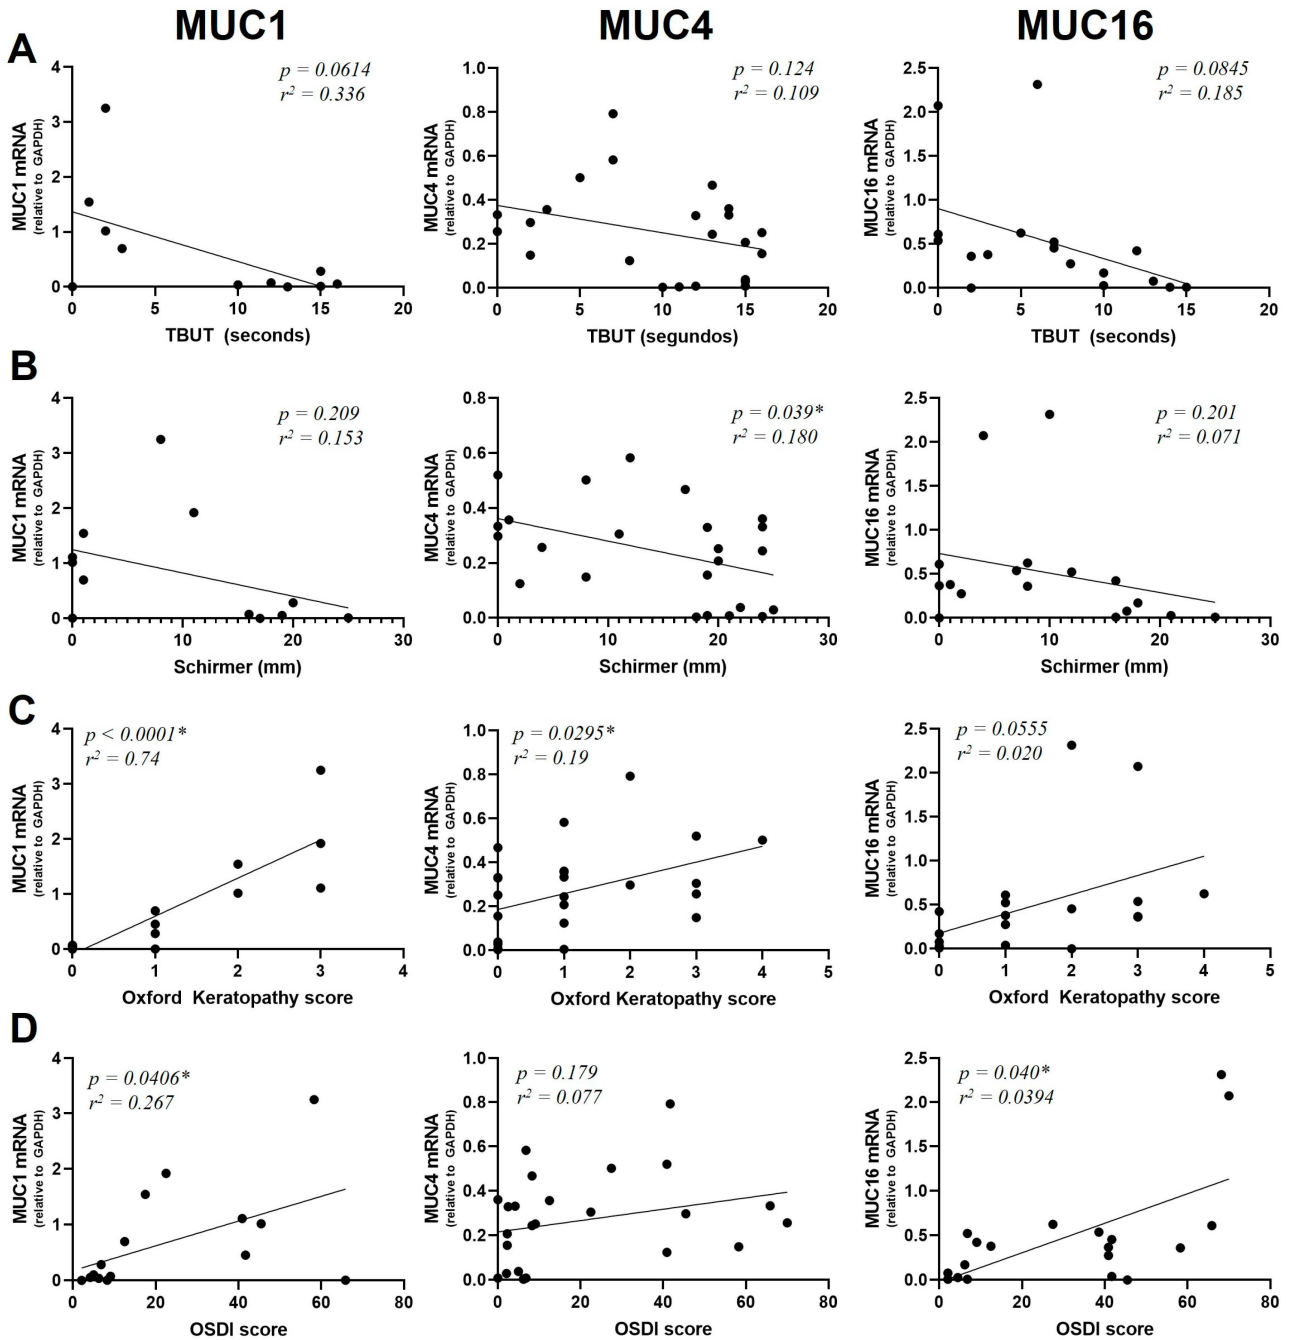 MUC1 MUC4 MUC16
A
p = 0.0614
r² = 0.336
MUC1 mRNA
(relative to GAPDH)
4
3
2
1
0
0 5 10 15 20
TBUT (seconds)
p = 0.124
r² = 0.109
MUC4 mRNA
(relative to GAPDH)
1.0
0.8
0.6
0.4
0.2
0.0
0 5 10 15 20
TBUT (segundos)
p = 0.0845
r² = 0.185
MUC16 mRNA
(relative to GAPDH)
2.5
2.0
1.5
1.0
0.5
0.0
0 5 10 15 20
TBUT (seconds)
B
p = 0.209
r² = 0.153
MUC1 mRNA
(relative to GAPDH)
4
3
2
1
0
0 10 20 30
Schirmer (mm)
p = 0.039*
r² = 0.180
MUC4 mRNA
(relative to GAPDH)
0.8
0.6
0.4
0.2
0.0
0 10 20 30
Schirmer (mm)
p = 0.201
r² = 0.071
MUC16 mRNA
(relative to GAPDH)
2.5
2.0
1.5
1.0
0.5
0.0
0 10 20 30
Schirmer (mm)
C
p < 0.0001*
r² = 0.74
MUC1 mRNA
(relative to GAPDH)
4
3
2
1
0
0 1 2 3 4
Oxford Keratopathy score
p = 0.0295*
r² = 0.19
MUC4 mRNA
(relative to GAPDH)
1.0
0.8
0.6
0.4
0.2
0.0
0 1 2 3 4 5
Oxford Keratopathy score
p = 0.0555
r² = 0.020
MUC16 mRNA
(relative to GAPDH)
2.5
2.0
1.5
1.0
0.5
0.0
0 1 2 3 4 5
Oxford Keratopathy score
D
p = 0.0406*
r² = 0.267
MUC1 mRNA
(relative to GAPDH)
4
3
2
1
0
0 20 40 60 80
OSDI score
p = 0.179
r² = 0.077
MUC4 mRNA
(relative to GAPDH)
1.0
0.8
0.6
0.4
0.2
0.0
0 20 40 60 80
OSDI score
p = 0.040*
r² = 0.0394
MUC16 mRNA
(relative to GAPDH)
2.5
2.0
1.5
1.0
0.5
0.0
0 20 40 60 80
OSDI score